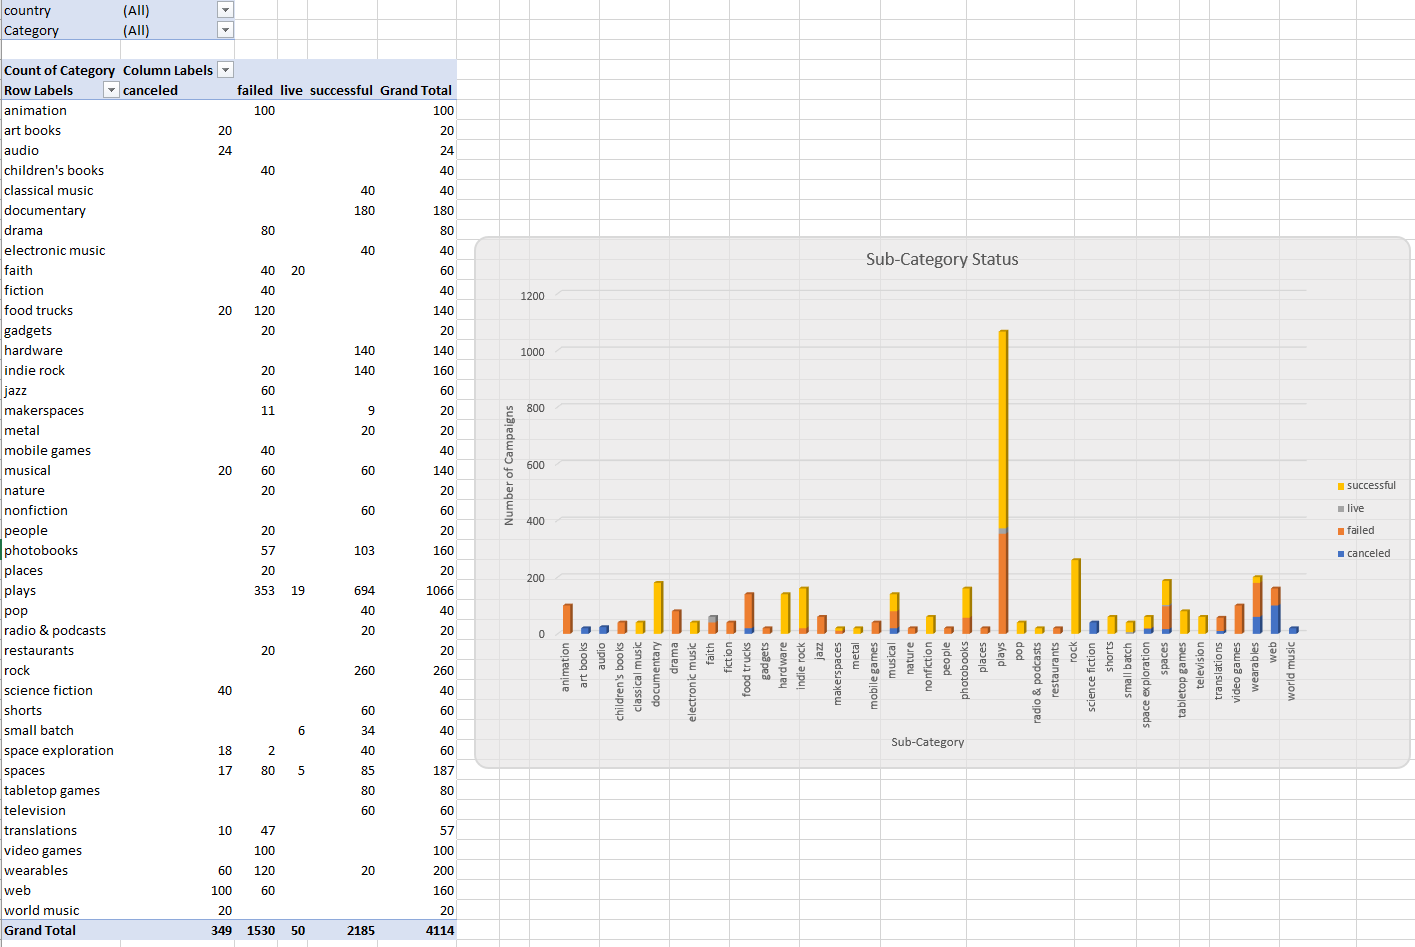 country (All)
Category (All)
Count of Category Column Labels
Row Labels canceled failed live successful Grand Total
animation 100 100
art books 20 20
audio 24 24
children's books 40 40
classical music 40 40
documentary 180 180
drama 80 80
electronic music 40 40
faith 40 20 60
fiction 40 40
food trucks 20 120 140
gadgets 20 20
hardware 140 140
indie rock 20 140 160
jazz 60 60
makerspaces 11 9 20
metal 20 20
mobile games 40 40
musical 20 60 60 140
nature 20 20
nonfiction 60 60
people 20 20
photobooks 57 103 160
places 20 20
plays 353 19 694 1066
pop 40 40
radio & podcasts 20 20
restaurants 20 20
rock 260 260
science fiction 40 40
shorts 60 60
small batch 6 34 40
space exploration 18 2 40 60
spaces 17 80 5 85 187
tabletop games 80 80
television 60 60
translations 10 47 57
video games 100 100
wearables 60 120 20 200
web 100 60 160
world music 20 20
Grand Total 349 1530 50 2185 4114
Sub-Category Status
Number of Campaigns
1200
1000
800
600
400
200
0
animation
art books
audio
children's books
classical music
documentary
drama
electronic music
faith
fiction
food trucks
gadgets
hardware
indie rock
jazz
makerspaces
metal
mobile games
musical
nature
nonfiction
people
photobooks
places
plays
pop
radio & podcasts
restaurants
rock
science fiction
shorts
small batch
space exploration
spaces
tabletop games
television
translations
video games
wearables
web
world music
Sub-Category
successful
live
failed
canceled